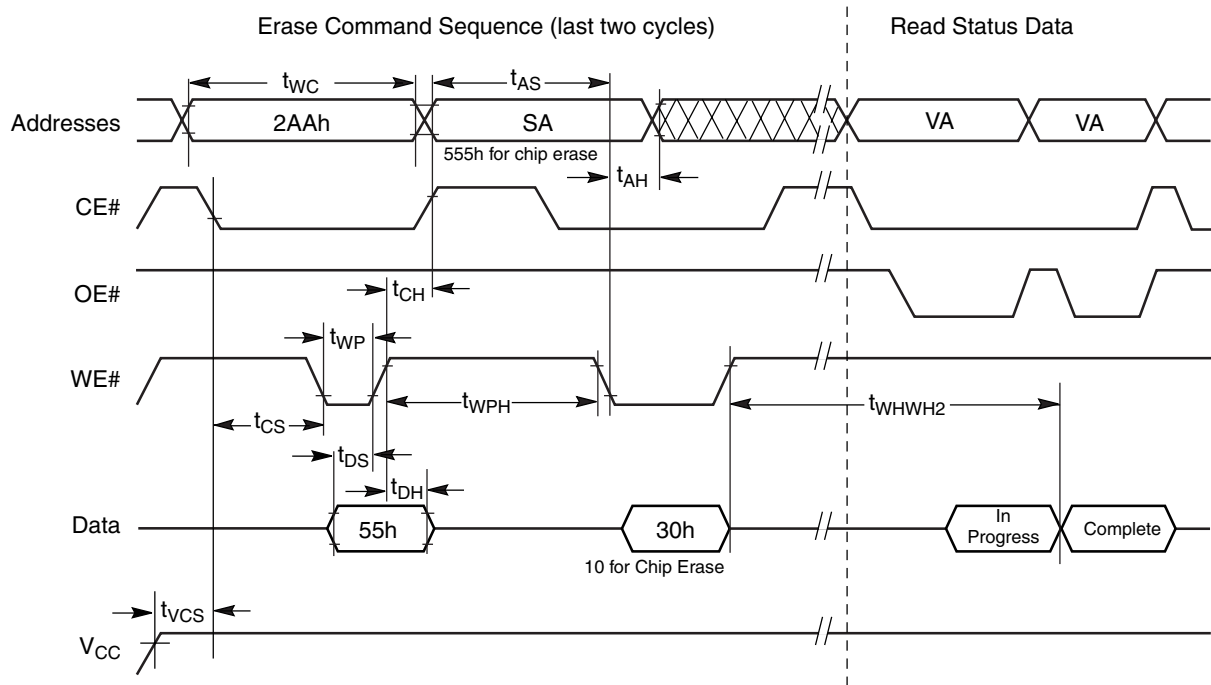 Erase Command Sequence (last two cycles)
Read Status Data
tWC
tAS
Addresses
2AAh
SA
VA
VA
555h for chip erase
tAH
CE#
OE#
tCH
tWP
WE#
tWPH
tWHWH2
tCS
tDS
tDH
Data
55h
30h
In
Progress
Complete
10 for Chip Erase
tVCS
VCC